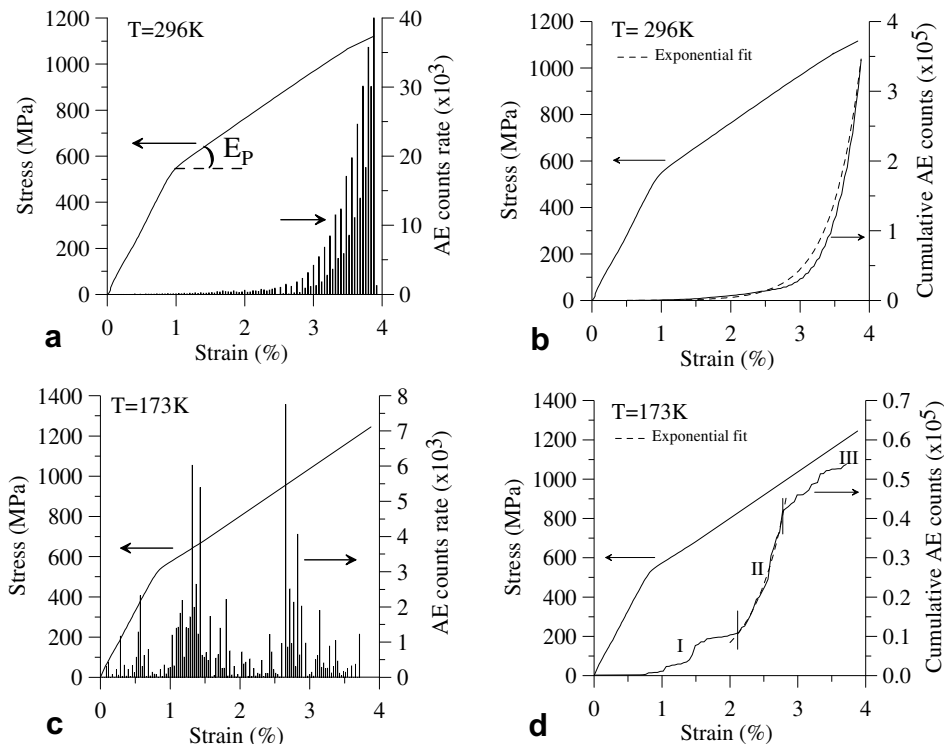 T=296K
Stress (MPa)
1200
1000
800
600
400
200
0
E_P
40
30
20
10
0
AE counts rate (x10^3)
0 1 2 3 4
Strain (%)
a
T=296K
Exponential fit
Stress (MPa)
1200
1000
800
600
400
200
0
4
3
2
1
0
Cumulative AE counts (x10^5)
0 1 2 3 4
Strain (%)
b
T=173K
Stress (MPa)
1400
1200
1000
800
600
400
200
0
8
7
6
5
4
3
2
1
0
AE counts rate (x10^3)
0 1 2 3 4
Strain (%)
c
T=173K
Exponential fit
Stress (MPa)
1400
1200
1000
800
600
400
200
0
I
II
III
0.7
0.6
0.5
0.4
0.3
0.2
0.1
0.0
Cumulative AE counts (x10^5)
0 1 2 3 4
Strain (%)
d